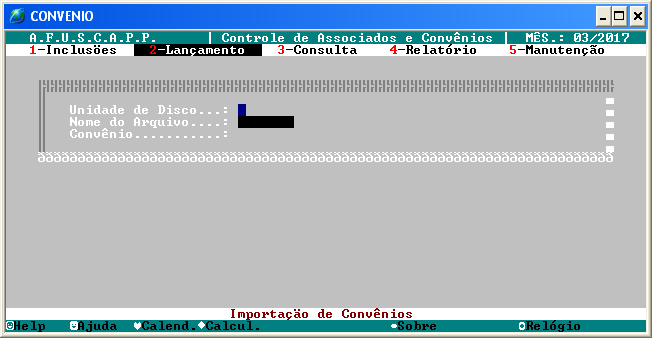 CONVENIO
A.F.U.S.C.A.P.P. | Controle de Associados e Convênios | MÊS.: 03/2017
1-Inclusões 2-Lançamento 3-Consulta 4-Relatório 5-Manutenção
Unidade de Disco...:
Nome do Arquivo....:
Convênio...........:
Importação de Convênios
Help Ajuda Calend. Calcul. Sobre Relógio